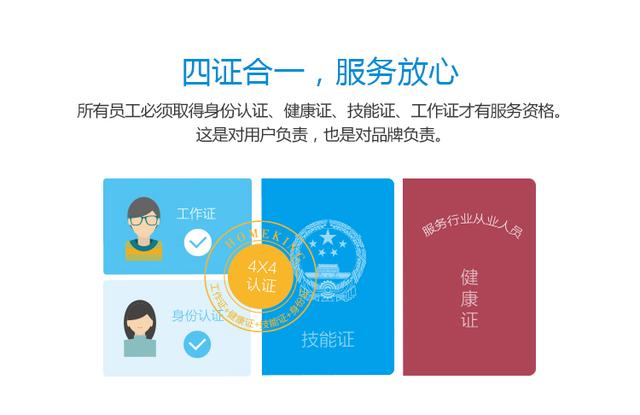 四证合一，服务放心
所有员工必须取得身份认证、健康证、技能证、工作证才有服务资格。
这是对用户负责，也是对品牌负责。
工作证
身份认证
HOMEKING
4X4
认证
工作证+健康证+技能证+身份证
技能证
服务行业从业人员
健康证